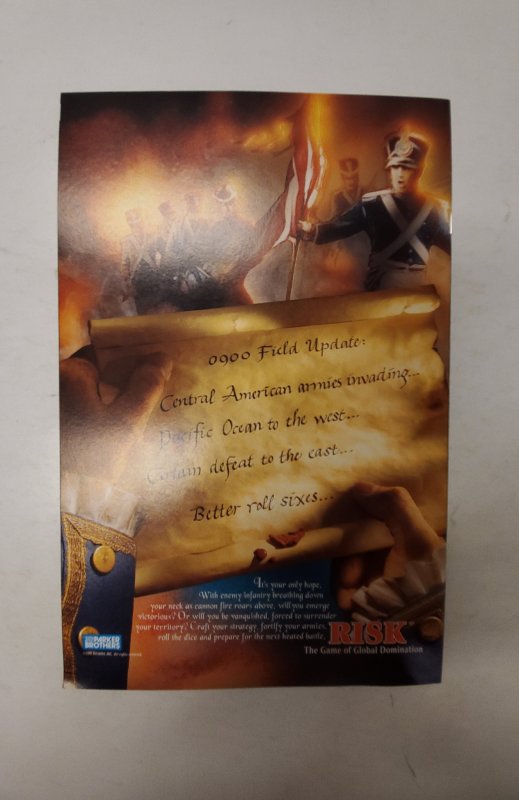 0900 Field Update:
Central American armies invading...
Pacific Ocean to the west...
Certain defeat to the east...
Better roll sixes...
It's your only hope.
With enemy infantry breathing down
your neck as cannon fire roars above, will you emerge
victorious? Or will you be vanquished, forced to surrender
your territory? Craft your strategy, fortify your armies,
roll the dice and prepare for the next heated battle.
RISK®
The Game of Global Domination
PARKER
BROTHERS
All rights reserved.